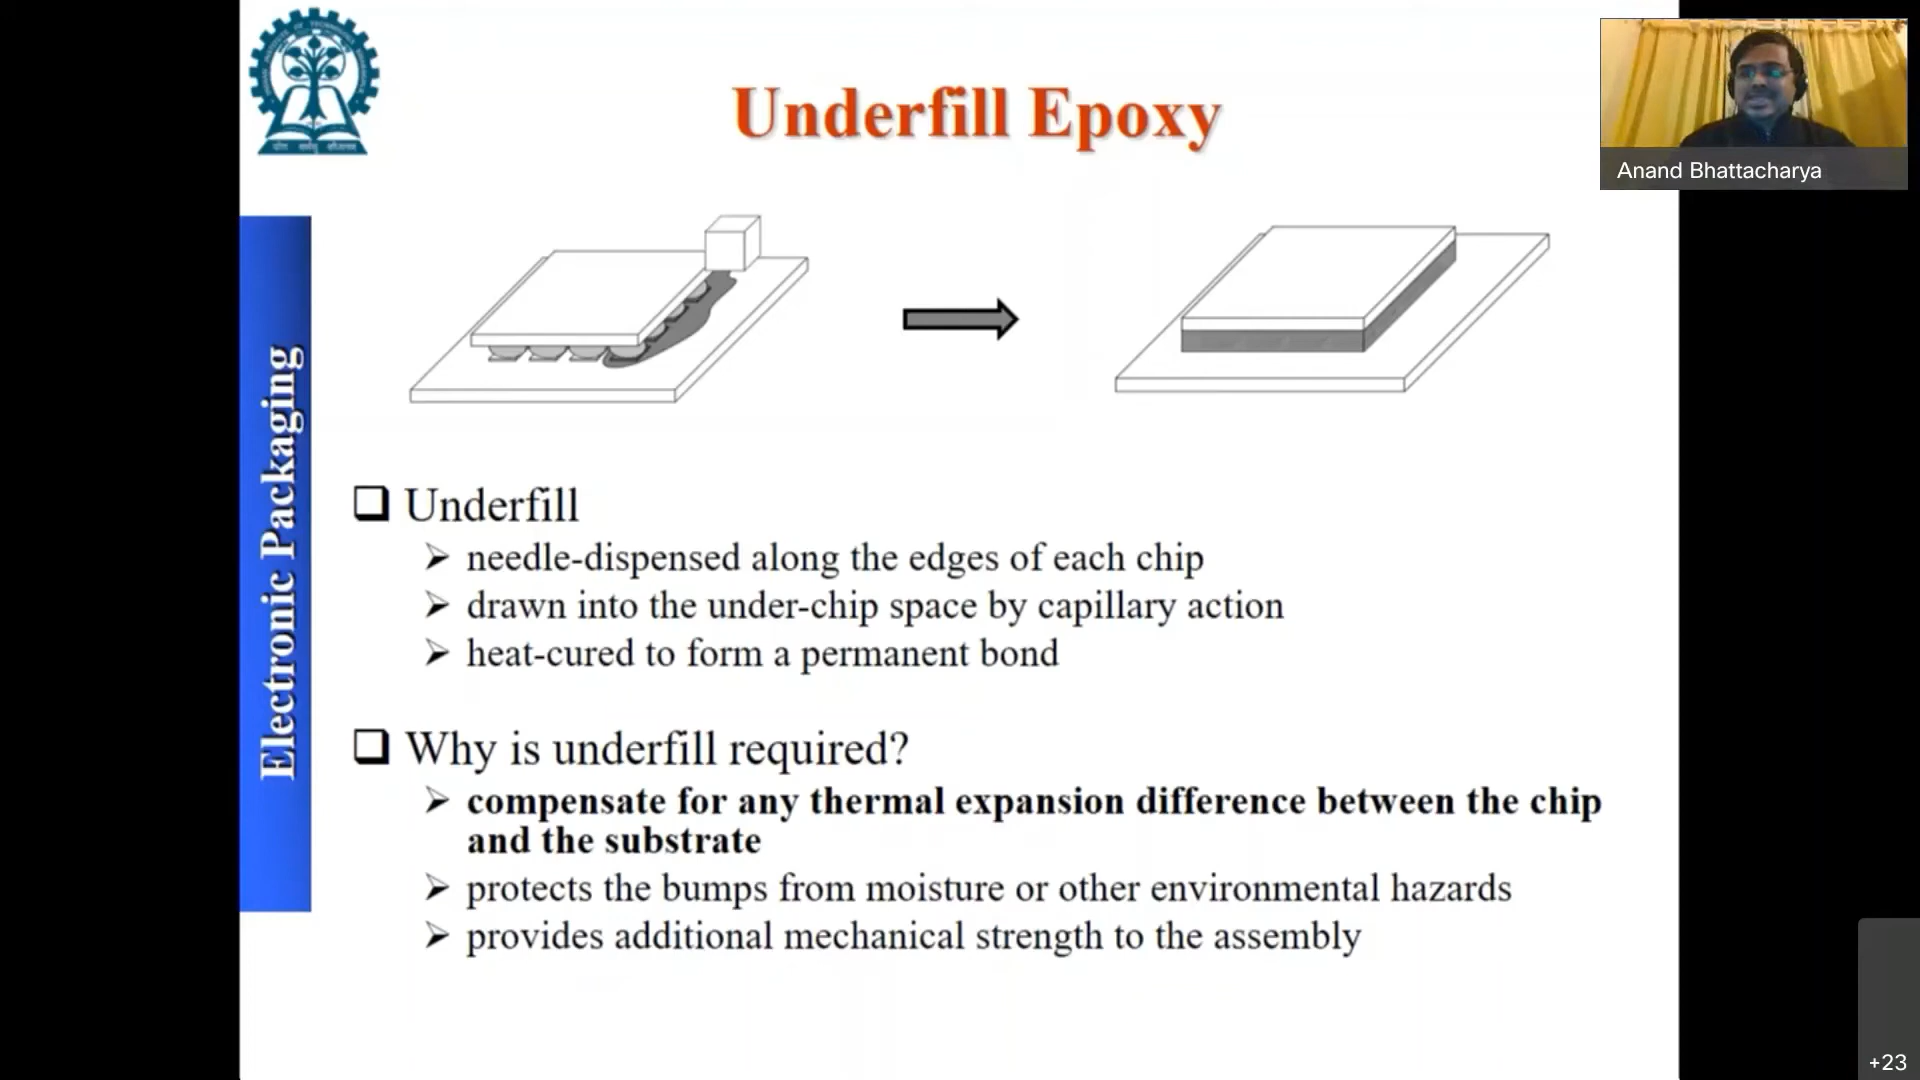 Underfill Epoxy
Anand Bhattacharya
Electronic Packaging
❑ Underfill
➢ needle-dispensed along the edges of each chip
➢ drawn into the under-chip space by capillary action
➢ heat-cured to form a permanent bond
❑ Why is underfill required?
➢ compensate for any thermal expansion difference between the chip
and the substrate
➢ protects the bumps from moisture or other environmental hazards
➢ provides additional mechanical strength to the assembly
+23